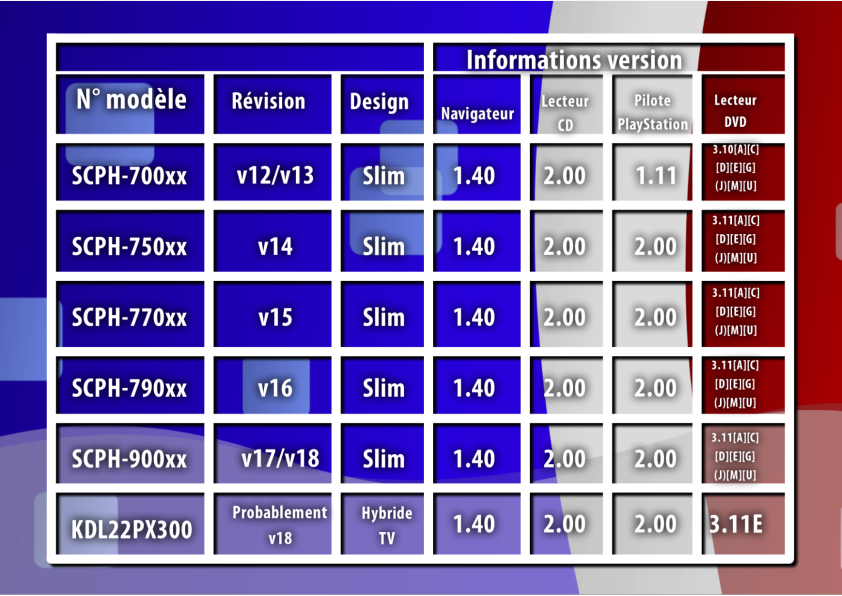 Informations version
N° modèle
Révision
Design
Navigateur
Lecteur
CD
Pilote
PlayStation
Lecteur
DVD
SCPH-700xx
v12/v13
Slim
1.40
2.00
1.11
3.10[A][C]
[D][E][G]
(J)[M][U]
SCPH-750xx
v14
Slim
1.40
2.00
2.00
3.11[A][C]
[D][E][G]
(J)[M][U]
SCPH-770xx
v15
Slim
1.40
2.00
2.00
3.11[A][C]
[D][E][G]
(J)[M][U]
SCPH-790xx
v16
Slim
1.40
2.00
2.00
3.11[A][C]
[D][E][G]
(J)[M][U]
SCPH-900xx
v17/v18
Slim
1.40
2.00
2.00
3.11[A][C]
[D][E][G]
(J)[M][U]
KDL22PX300
Probablement
v18
Hybride
TV
1.40
2.00
2.00
3.11E